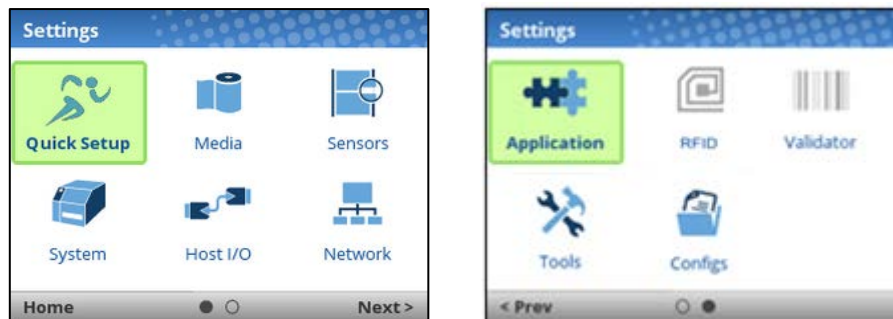 Settings
Quick Setup Media Sensors
System Host I/O Network
Home Next >
Settings
Application RFID Validator
Tools Configs
< Prev